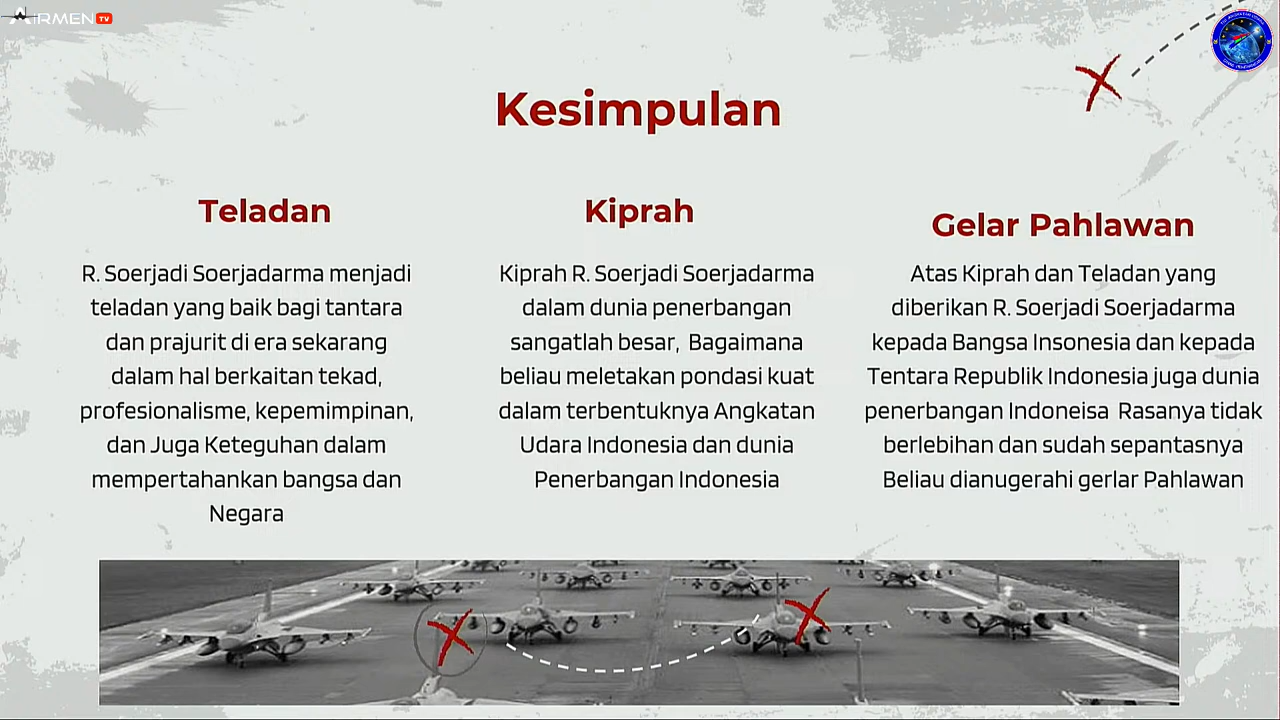 AIRMEN TV
Kesimpulan
Teladan
R. Soerjadi Soerjadarma menjadi
teladan yang baik bagi tantara
dan prajurit di era sekarang
dalam hal berkaitan tekad,
profesionalisme, kepemimpinan,
dan Juga Keteguhan dalam
mempertahankan bangsa dan
Negara
Kiprah
Kiprah R. Soerjadi Soerjadarma
dalam dunia penerbangan
sangatlah besar, Bagaimana
beliau meletakan pondasi kuat
dalam terbentuknya Angkatan
Udara Indonesia dan dunia
Penerbangan Indonesia
Gelar Pahlawan
Atas Kiprah dan Teladan yang
diberikan R. Soerjadi Soerjadarma
kepada Bangsa Insonesia dan kepada
Tentara Republik Indonesia juga dunia
penerbangan Indoneisa Rasanya tidak
berlebihan dan sudah sepantasnya
Beliau dianugerahi gerlar Pahlawan